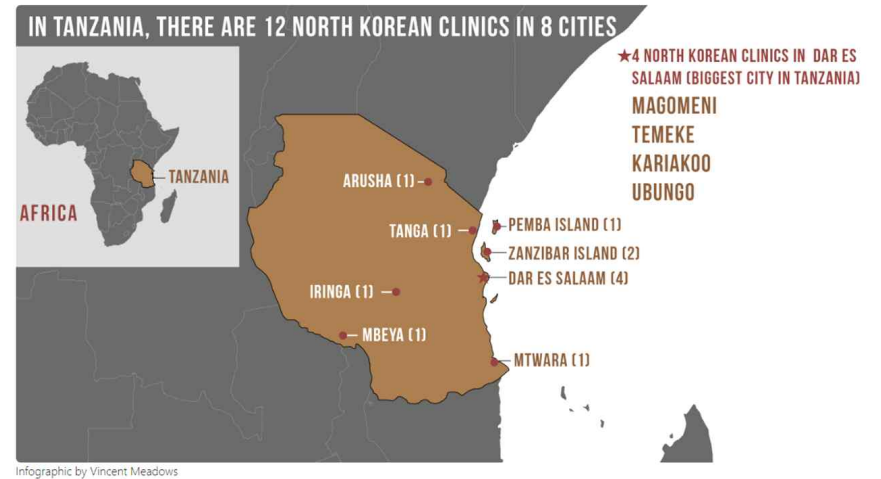 IN TANZANIA, THERE ARE 12 NORTH KOREAN CLINICS IN 8 CITIES
★4 NORTH KOREAN CLINICS IN DAR ES
SALAAM (BIGGEST CITY IN TANZANIA)
MAGOMENI
TEMEKE
KARIAKOO
UBUNGO
TANZANIA
AFRICA
ARUSHA (1)
TANGA (1)
PEMBA ISLAND (1)
ZANZIBAR ISLAND (2)
DAR ES SALAAM (4)
IRINGA (1)
MBEYA (1)
MTWARA (1)
Infographic by Vincent Meadows